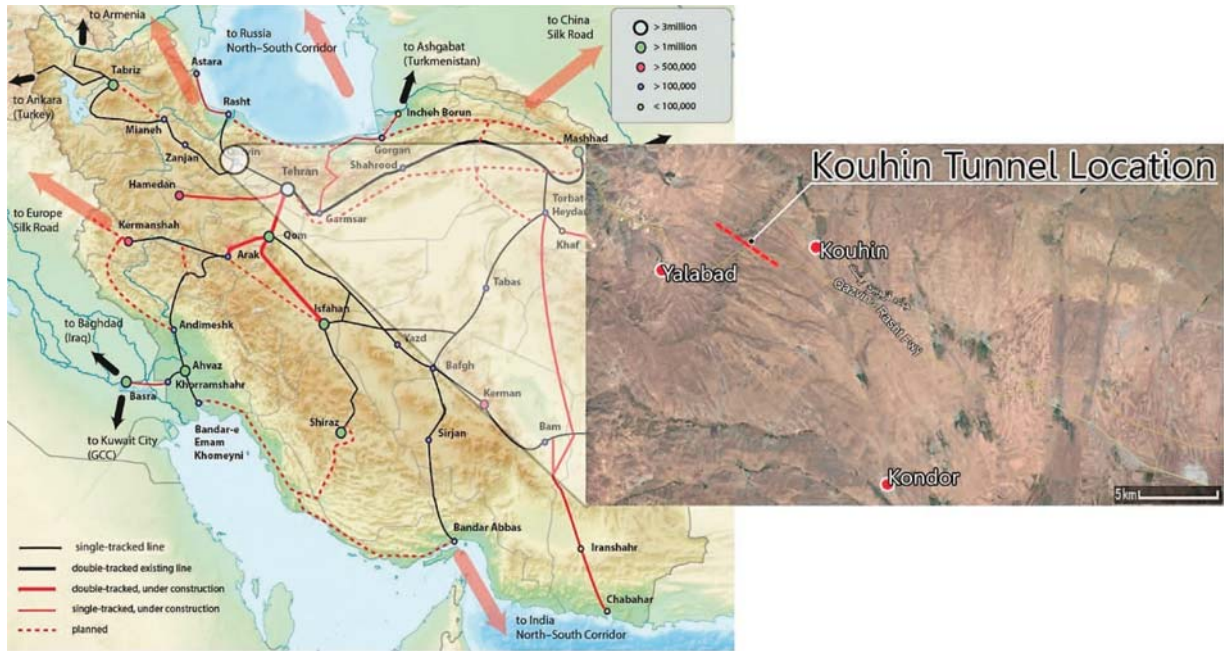 to Armenia
to Russia
North–South Corridor
to China
Silk Road
to Ashgabat
(Turkmenistan)
> 3million
> 1million
> 500,000
> 100,000
< 100,000
Tabriz
Astara
Rasht
Incheh Borun
to Ankara
(Turkey)
Mianeh
Zanjan
Gorgan
Mashhad
Tehran
Shahrood
Hamedan
Garmsar
to Europe
Silk Road
Kermanshah
Qom
Arak
Torbat-
Heydar
Khaf
Tabas
Isfahan
to Baghdad
(Iraq)
Andimeshk
Yazd
Bafgh
Ahvaz
Khorramshahr
Basra
Kerman
Shiraz
Sirjan
Bam
to Kuwait City
(GCC)
Bandar-e
Emam
Khomeyni
Bandar Abbas
Iranshahr
Chabahar
to India
North–South Corridor
single-tracked line
double-tracked existing line
double-tracked, under construction
single-tracked, under construction
planned
Kouhin Tunnel Location
Kouhin
Yalabad
Qazvin - Rasht Fwy
Kondor
5km